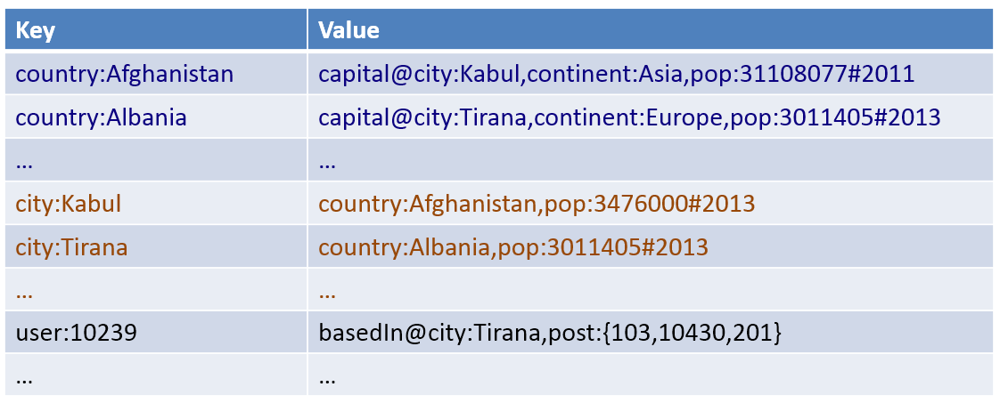 Key Value
country:Afghanistan capital@city:Kabul,continent:Asia,pop:31108077#2011
country:Albania capital@city:Tirana,continent:Europe,pop:3011405#2013
... ...
city:Kabul country:Afghanistan,pop:3476000#2013
city:Tirana country:Albania,pop:3011405#2013
... ...
user:10239 basedIn@city:Tirana,post:{103,10430,201}
... ...